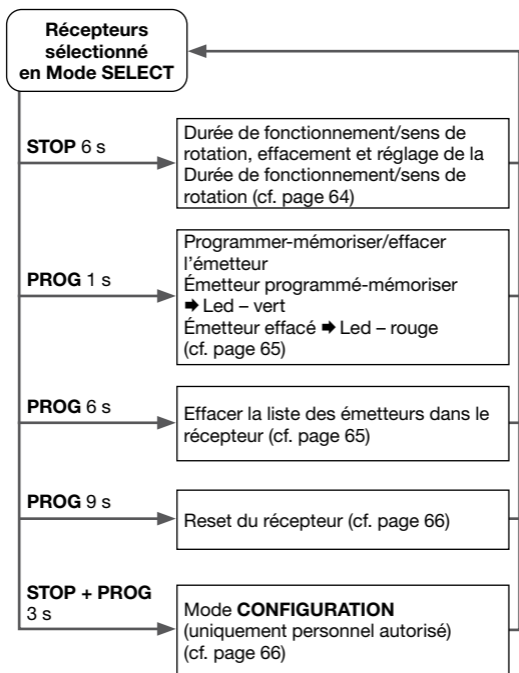 Récepteurs
sélectionné
en Mode SELECT
STOP 6 s
Durée de fonctionnement/sens de
rotation, effacement et réglage de la
Durée de fonctionnement/sens de
rotation (cf. page 64)
PROG 1 s
Programmer-mémoriser/effacer
l’émetteur
Émetteur programmé-mémoriser
➡ Led – vert
Émetteur effacé ➡ Led – rouge
(cf. page 65)
PROG 6 s
Effacer la liste des émetteurs dans le
récepteur (cf. page 65)
PROG 9 s
Reset du récepteur (cf. page 66)
STOP + PROG
3 s
Mode CONFIGURATION
(uniquement personnel autorisé)
(cf. page 66)